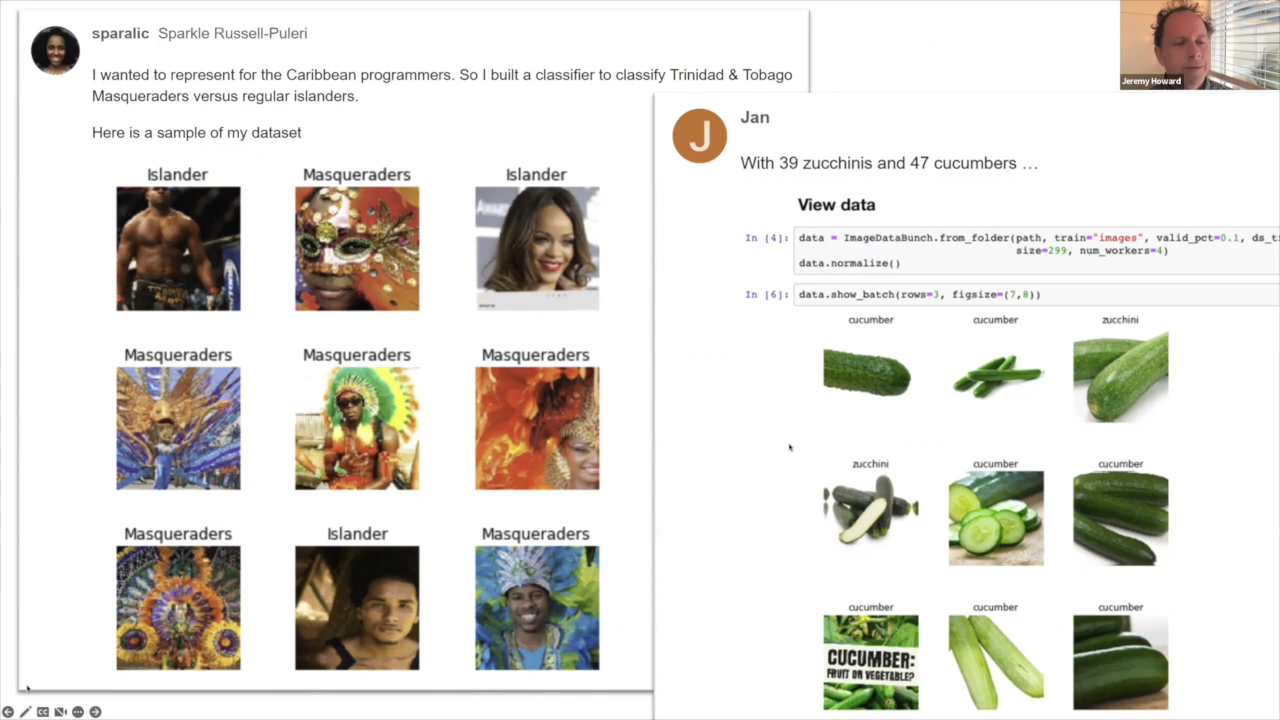 sparalic Sparkle Russell-Puleri
I wanted to represent for the Caribbean programmers. So I built a classifier to classify Trinidad & Tobago
Masqueraders versus regular islanders.
Here is a sample of my dataset
Islander Masqueraders Islander
Masqueraders Masqueraders Masqueraders
Masqueraders Islander Masqueraders
Jeremy Howard
J
Jan
With 39 zucchinis and 47 cucumbers …
View data
In [4]: data = ImageDataBunch.from_folder(path, train="images", valid_pct=0.1,
size=299, num_workers=4)
data.normalize()
In [6]: data.show_batch(rows=3, figsize=(7,8))
cucumber cucumber zucchini
zucchini cucumber cucumber
cucumber cucumber cucumber
CUCUMBER:
FRUIT OR VEGETABLE?
CC